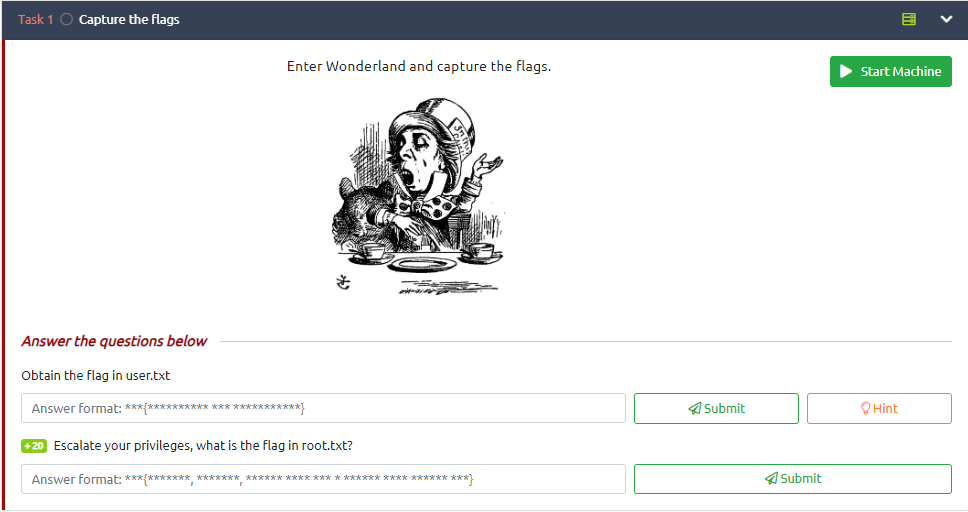 Task 1 Capture the flags
Enter Wonderland and capture the flags.
Start Machine
Answer the questions below
Obtain the flag in user.txt
Answer format: ***{********** *** ***********}
Submit
Hint
+20 Escalate your privileges, what is the flag in root.txt?
Answer format: ***{*******, *******, ****** **** *** * ****** **** ****** ***}
Submit